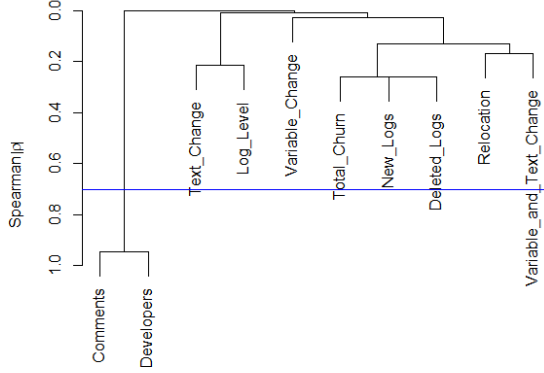 Spearman|ρ|
0.0
0.2
0.4
0.6
0.8
1.0
Comments
Developers
Text_Change
Log_Level
Variable_Change
Total_Churn
New_Logs
Deleted_Logs
Relocation
Variable_and_Text_Change